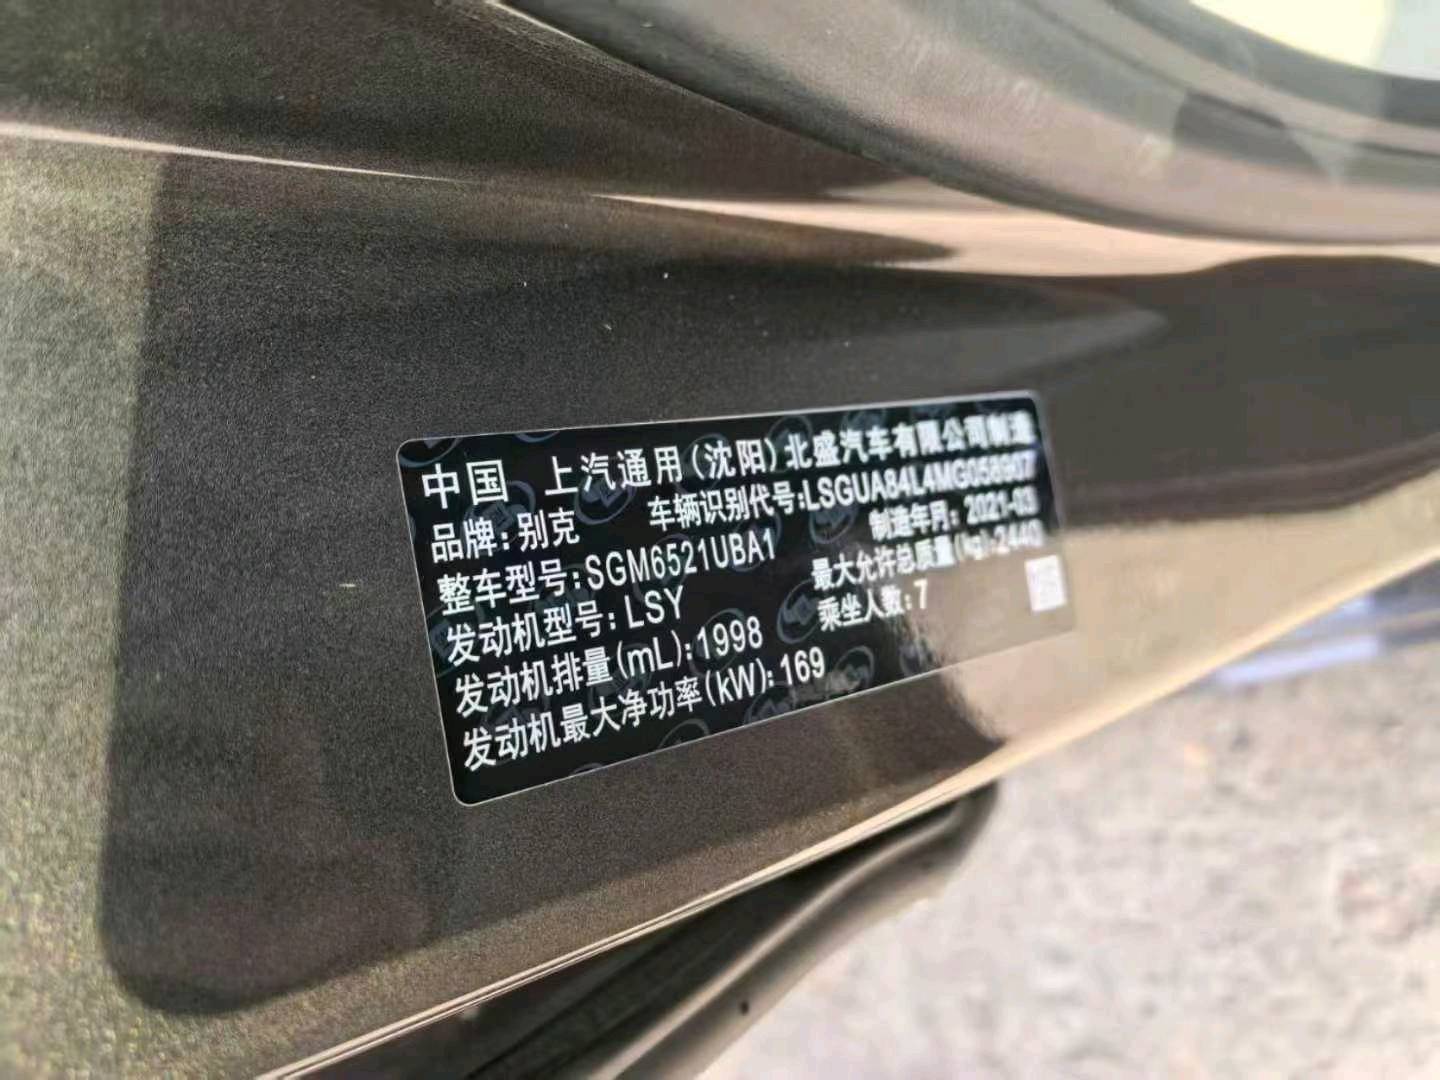 中国 上汽通用(沈阳)北盛汽车有限公司制造
品牌:别克 车辆识别代号:LSGUA84L4MG058907
整车型号:SGM6521UBA1 制造年月:2021-03
发动机型号:LSY 最大允许总质量(kg):2440
发动机排量(mL):1998 乘坐人数:7
发动机最大净功率(kW):169